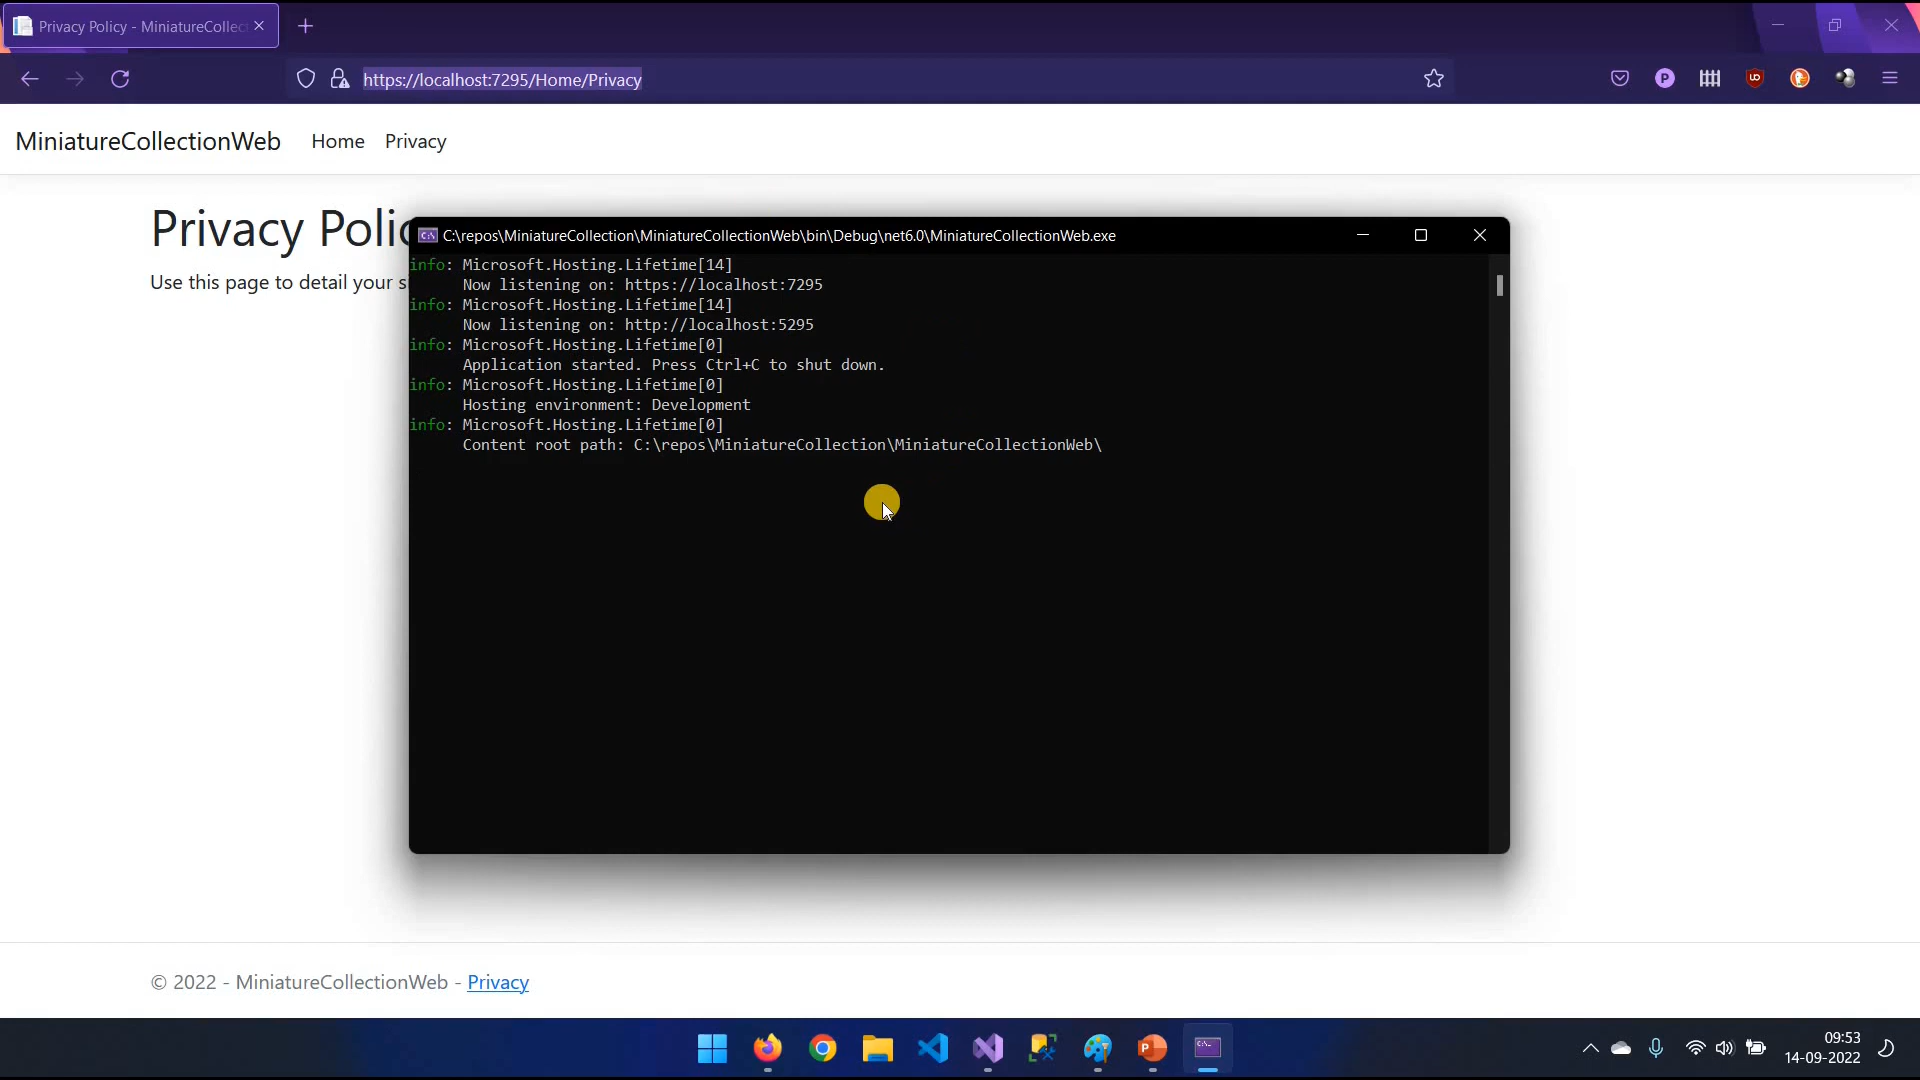 Privacy Policy - MiniatureCollec
https://localhost:7295/Home/Privacy
MiniatureCollectionWeb Home Privacy
Privacy Polic
Use this page to detail your s
C:\repos\MiniatureCollection\MiniatureCollectionWeb\bin\Debug\net6.0\MiniatureCollectionWeb.exe
info: Microsoft.Hosting.Lifetime[14]
Now listening on: https://localhost:7295
info: Microsoft.Hosting.Lifetime[14]
Now listening on: http://localhost:5295
info: Microsoft.Hosting.Lifetime[0]
Application started. Press Ctrl+C to shut down.
info: Microsoft.Hosting.Lifetime[0]
Hosting environment: Development
info: Microsoft.Hosting.Lifetime[0]
Content root path: C:\repos\MiniatureCollection\MiniatureCollectionWeb\
© 2022 - MiniatureCollectionWeb - Privacy
09:53
14-09-2022